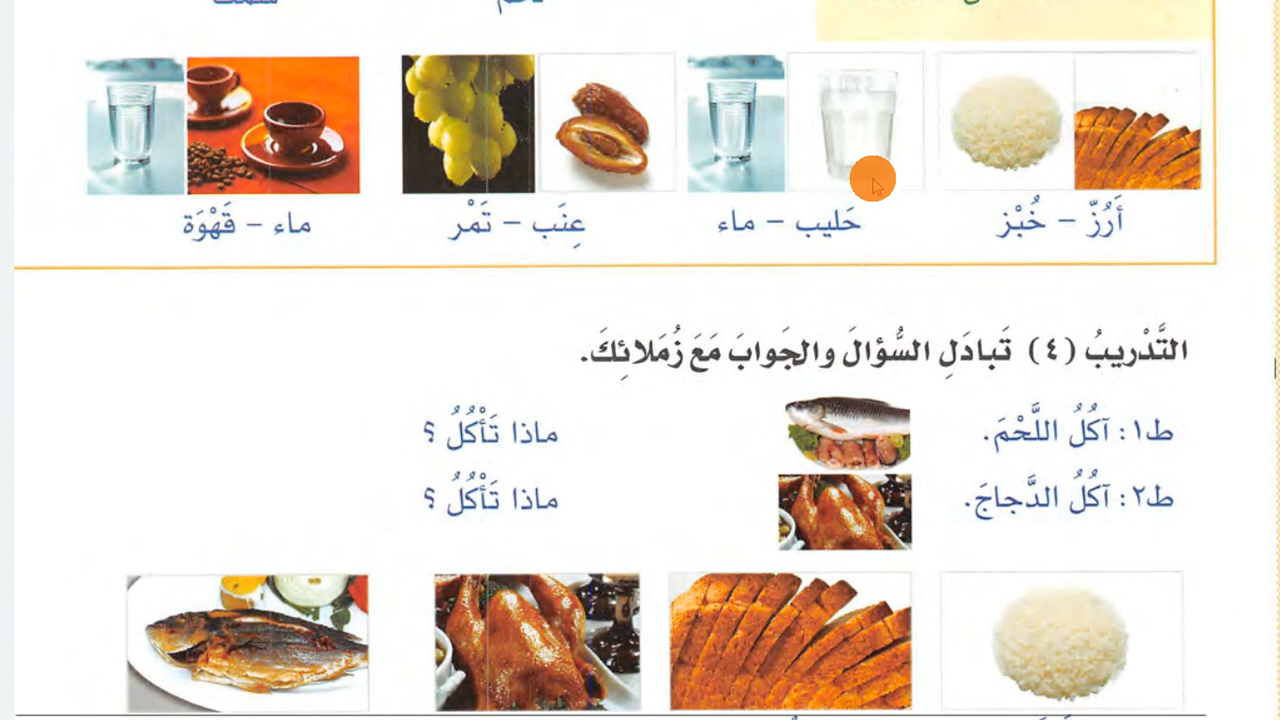 أَرُزّ – خُبْز
حَليب – ماء
عِنَب – تَمْر
ماء – قَهْوَة
التَّدْريبُ (٤) تَبادَلِ السُّؤالَ والجَوابَ مَعَ زُمَلائِكَ.
ط١: آكُلُ اللَّحْمَ. ماذا تَأْكُلُ ؟
ط٢: آكُلُ الدَّجاجَ. ماذا تَأْكُلُ ؟